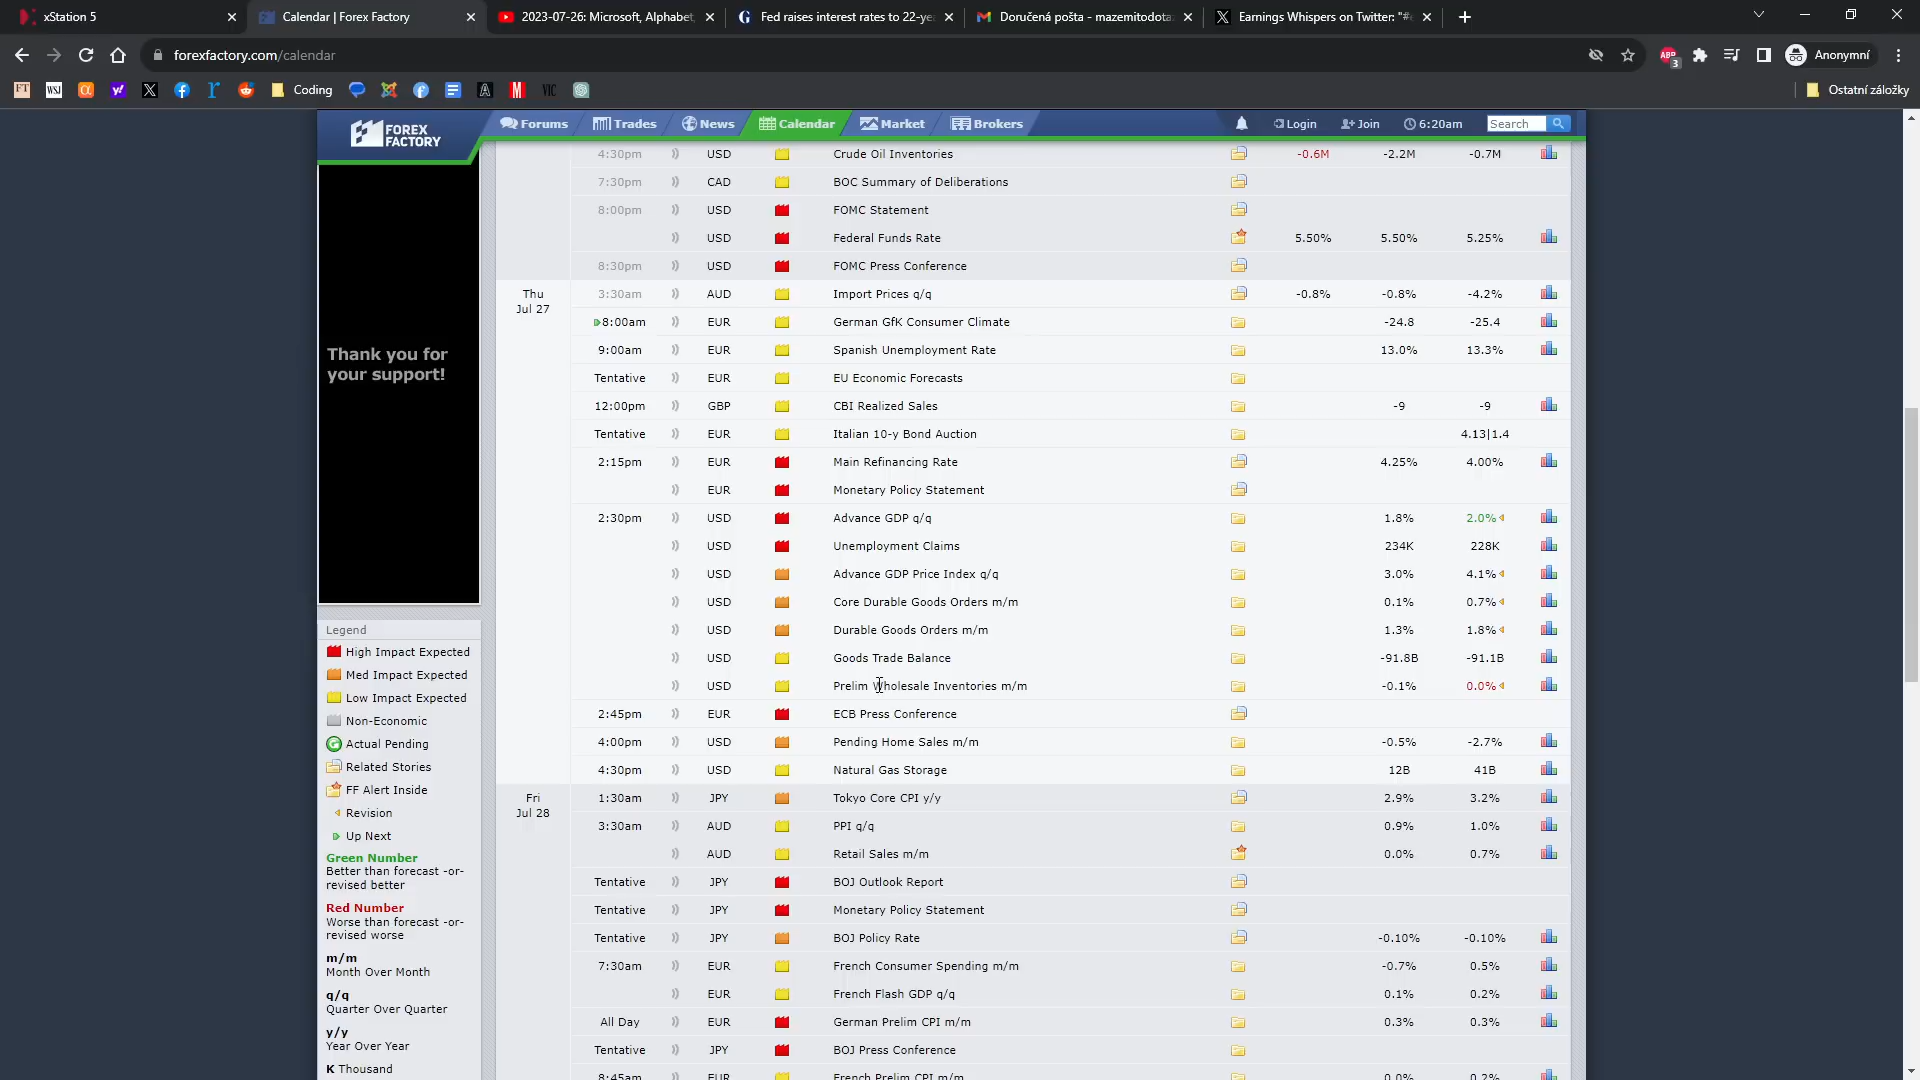 xStation 5
Calendar | Forex Factory
2023-07-26: Microsoft, Alphabet,
Fed raises interest rates to 22-ye
Doručená pošta - mazemitodota
Earnings Whispers on Twitter: "#
forexfactory.com/calendar
ABP 3
Anonymní
FT
WSJ
Coding
VIC
Ostatní záložky
FOREX FACTORY
Forums
Trades
News
Calendar
Market
Brokers
Login
Join
6:20am
Search
4:30pm USD Crude Oil Inventories -0.6M -2.2M -0.7M
7:30pm CAD BOC Summary of Deliberations
8:00pm USD FOMC Statement
USD Federal Funds Rate 5.50% 5.50% 5.25%
8:30pm USD FOMC Press Conference
Thu Jul 27
3:30am AUD Import Prices q/q -0.8% -0.8% -4.2%
8:00am EUR German GfK Consumer Climate -24.8 -25.4
9:00am EUR Spanish Unemployment Rate 13.0% 13.3%
Tentative EUR EU Economic Forecasts
12:00pm GBP CBI Realized Sales -9 -9
Tentative EUR Italian 10-y Bond Auction 4.13|1.4
2:15pm EUR Main Refinancing Rate 4.25% 4.00%
EUR Monetary Policy Statement
2:30pm USD Advance GDP q/q 1.8% 2.0%
USD Unemployment Claims 234K 228K
USD Advance GDP Price Index q/q 3.0% 4.1%
USD Core Durable Goods Orders m/m 0.1% 0.7%
USD Durable Goods Orders m/m 1.3% 1.8%
USD Goods Trade Balance -91.8B -91.1B
USD Prelim Wholesale Inventories m/m -0.1% 0.0%
2:45pm EUR ECB Press Conference
4:00pm USD Pending Home Sales m/m -0.5% -2.7%
4:30pm USD Natural Gas Storage 12B 41B
Fri Jul 28
1:30am JPY Tokyo Core CPI y/y 2.9% 3.2%
3:30am AUD PPI q/q 0.9% 1.0%
AUD Retail Sales m/m 0.0% 0.7%
Tentative JPY BOJ Outlook Report
Tentative JPY Monetary Policy Statement
Tentative JPY BOJ Policy Rate -0.10% -0.10%
7:30am EUR French Consumer Spending m/m -0.7% 0.5%
EUR French Flash GDP q/q 0.1% 0.2%
All Day EUR German Prelim CPI m/m 0.3% 0.3%
Tentative JPY BOJ Press Conference
8:45am EUR French Prelim CPI m/m 0.0% 0.2%
Thank you for
your support!
Legend
High Impact Expected
Med Impact Expected
Low Impact Expected
Non-Economic
Actual Pending
Related Stories
FF Alert Inside
Revision
Up Next
Green Number
Better than forecast -or-
revised better
Red Number
Worse than forecast -or-
revised worse
m/m
Month Over Month
q/q
Quarter Over Quarter
y/y
Year Over Year
K Thousand